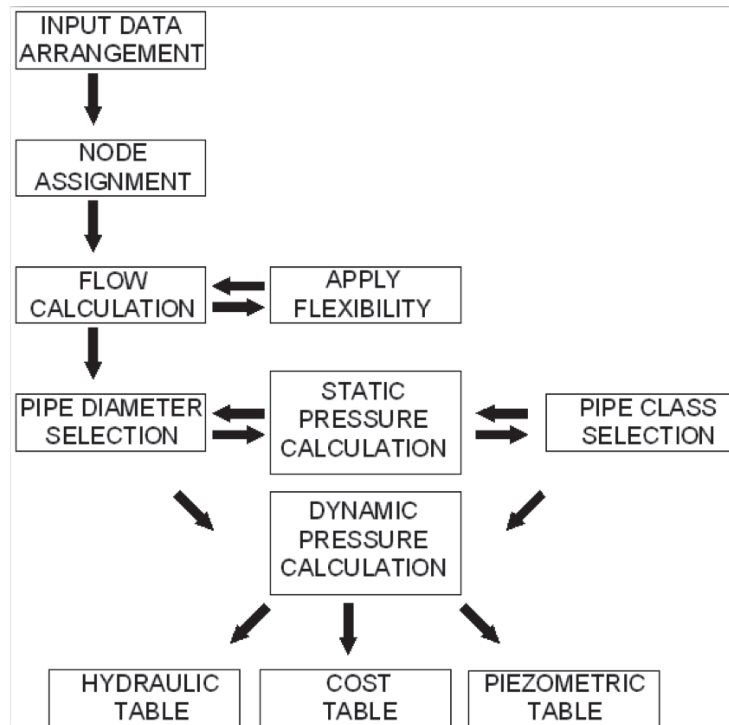 INPUT DATA
ARRANGEMENT
NODE
ASSIGNMENT
FLOW
CALCULATION
APPLY
FLEXIBILITY
PIPE DIAMETER
SELECTION
STATIC
PRESSURE
CALCULATION
PIPE CLASS
SELECTION
DYNAMIC
PRESSURE
CALCULATION
HYDRAULIC
TABLE
COST
TABLE
PIEZOMETRIC
TABLE